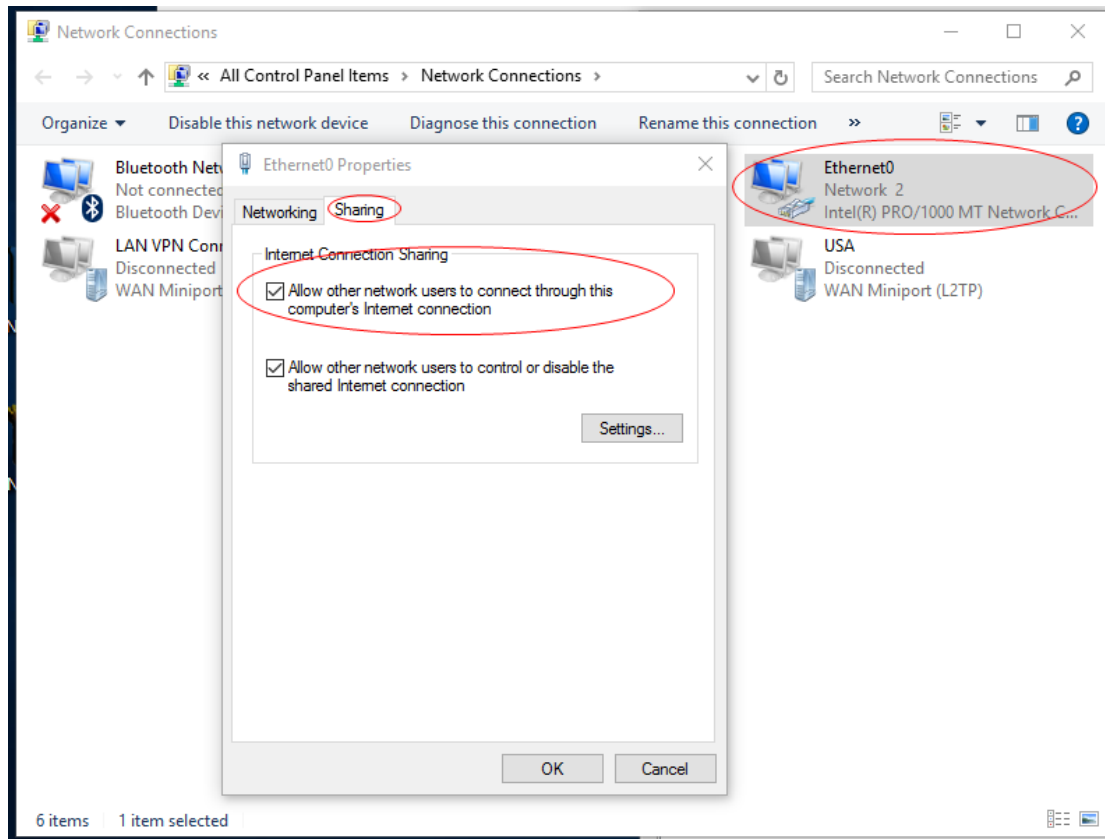 Network Connections
« All Control Panel Items > Network Connections >
Search Network Connections
Organize
Disable this network device
Diagnose this connection
Rename this connection
»
Bluetooth Netw
Not connected
Bluetooth Devi
LAN VPN Conn
Disconnected
WAN Miniport
Ethernet0 Properties
Networking
Sharing
Internet Connection Sharing
Allow other network users to connect through this
computer's Internet connection
Allow other network users to control or disable the
shared Internet connection
Settings...
OK
Cancel
Ethernet0
Network 2
Intel(R) PRO/1000 MT Network C...
USA
Disconnected
WAN Miniport (L2TP)
6 items
1 item selected